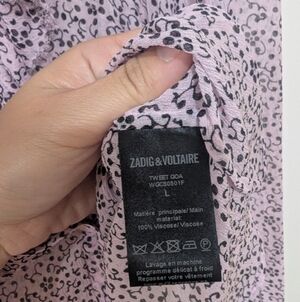 ZADIG&VOLTAIRE
TWEET GOA
WGCS0501F
L
Matière principale/ Main
material:
100% Viscose/ Viscose
Lavage en machine
programme délicat à froid
Repasser votre vêtement